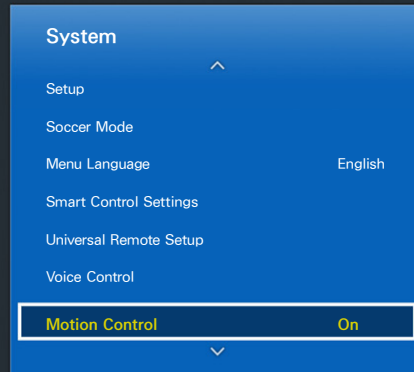 System
Setup
Soccer Mode
Menu Language English
Smart Control Settings
Universal Remote Setup
Voice Control
Motion Control On